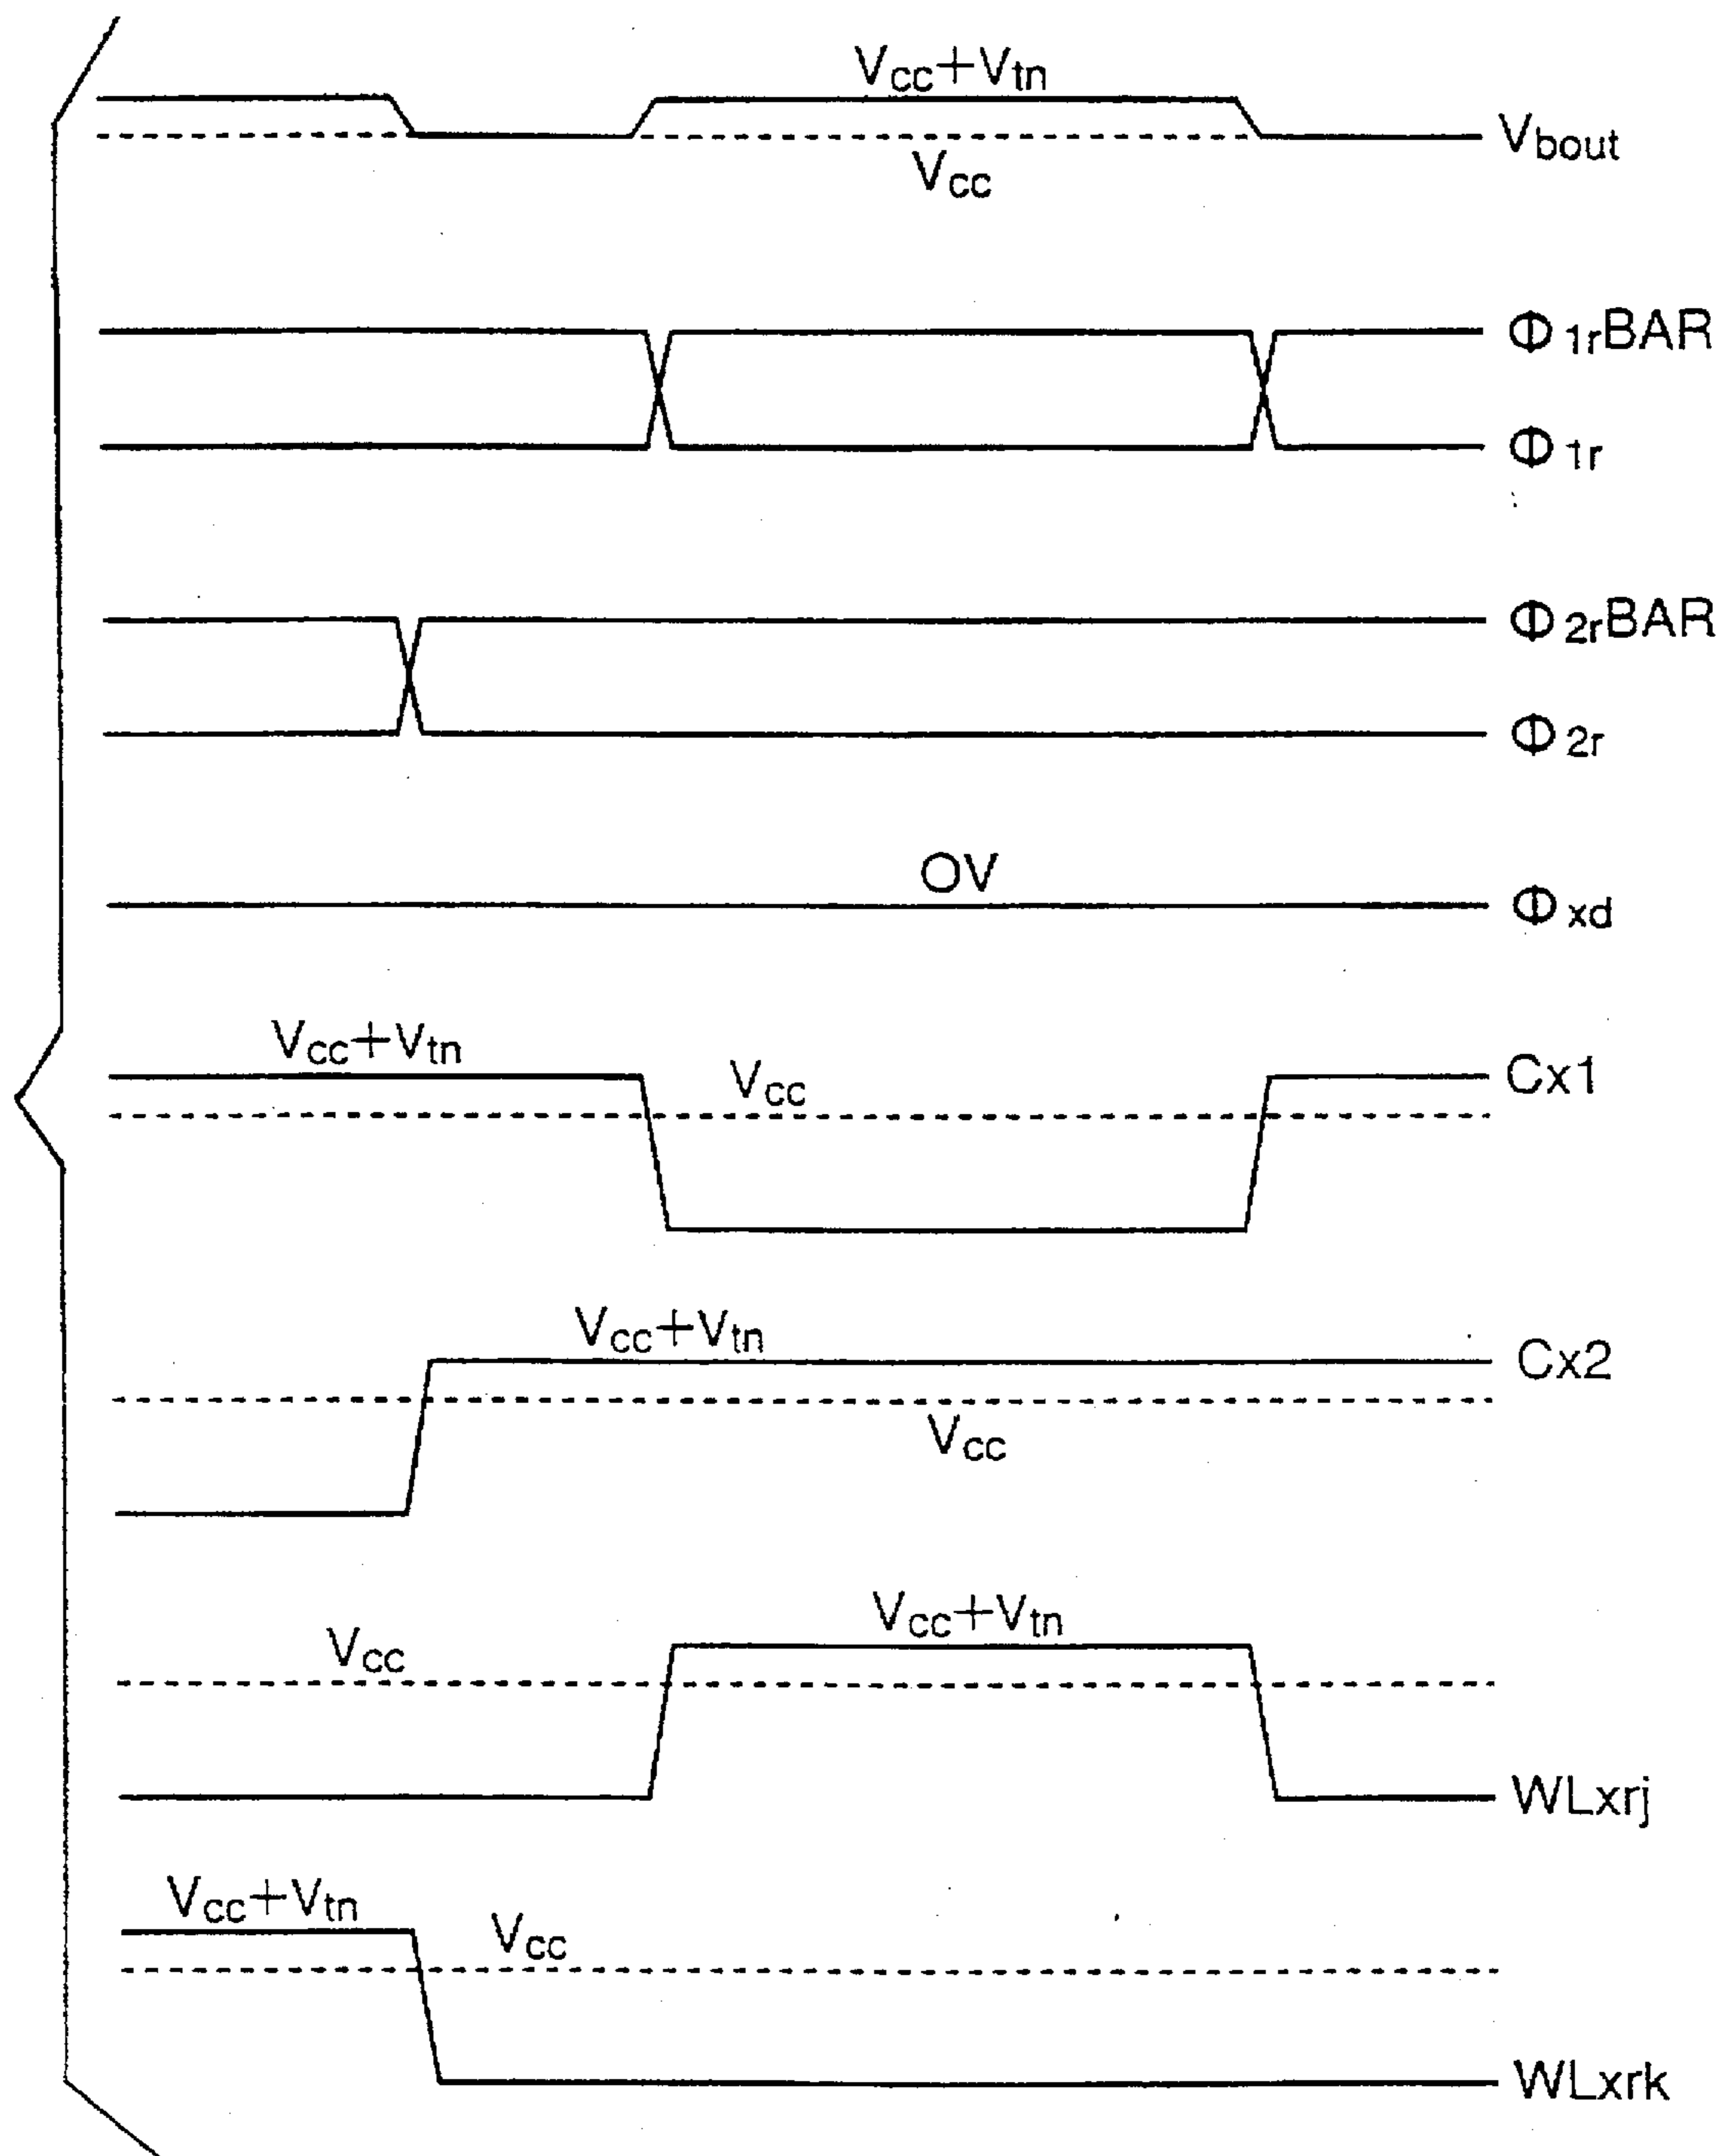 Vcc+Vtn
Vbout
Vcc
Φ1rBAR
Φ1r
Φ2rBAR
Φ2r
OV
Φxd
Vcc+Vtn
Vcc
Cx1
Vcc+Vtn
Cx2
Vcc
Vcc+Vtn
Vcc
WLxrj
Vcc+Vtn
Vcc
WLxrk